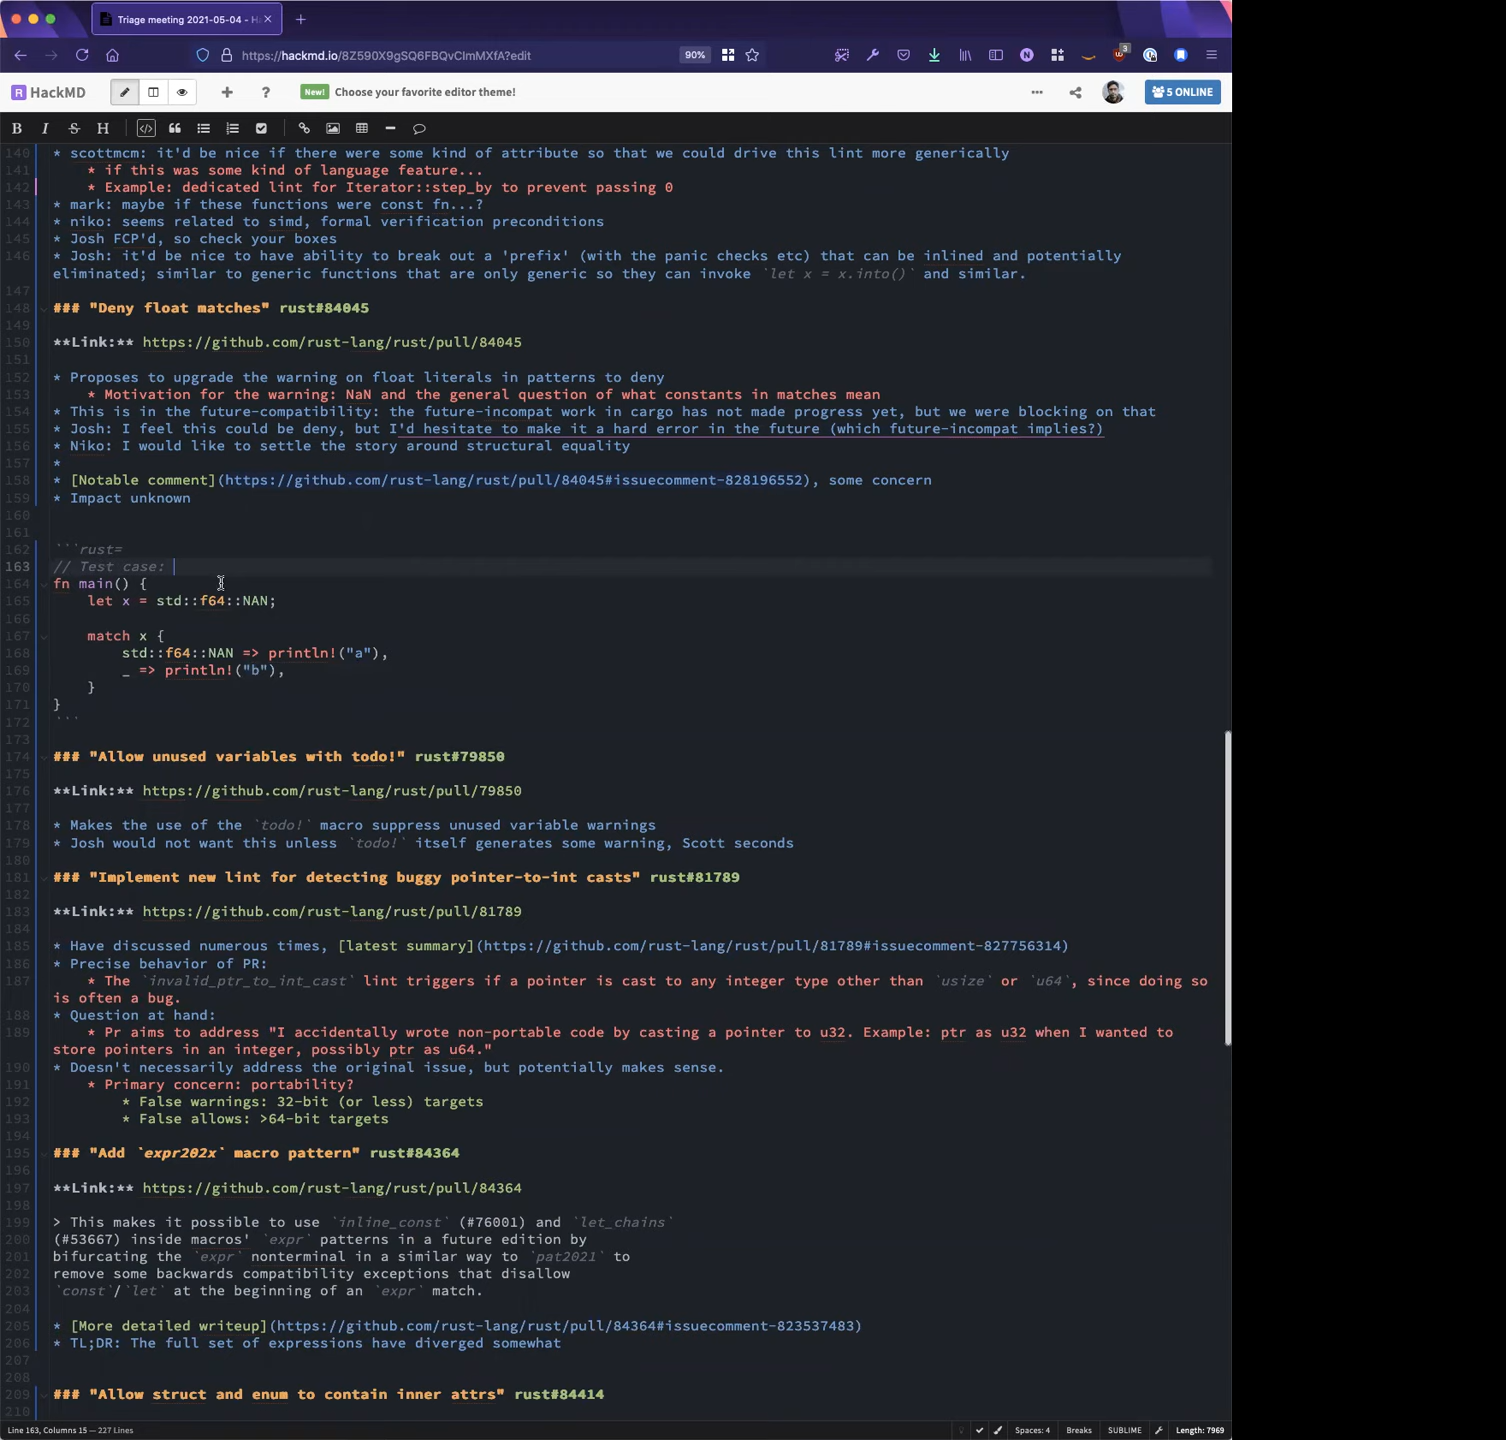 Triage meeting 2021-05-04 - H
https://hackmd.io/8Z590X9gSQ6FBQvClmMXfA?edit
90%
3
HackMD
New! Choose your favorite editor theme!
5 ONLINE
140 * scottmcm: it'd be nice if there were some kind of attribute so that we could drive this lint more generically
141 * if this was some kind of language feature...
142 * Example: dedicated lint for Iterator::step_by to prevent passing 0
143 * mark: maybe if these functions were const fn...?
144 * niko: seems related to simd, formal verification preconditions
145 * Josh FCP'd, so check your boxes
146 * Josh: it'd be nice to have ability to break out a 'prefix' (with the panic checks etc) that can be inlined and potentially
eliminated; similar to generic functions that are only generic so they can invoke `let x = x.into()` and similar.
147
148 ### "Deny float matches" rust#84045
149
150 **Link:** https://github.com/rust-lang/rust/pull/84045
151
152 * Proposes to upgrade the warning on float literals in patterns to deny
153 * Motivation for the warning: NaN and the general question of what constants in matches mean
154 * This is in the future-compatibility: the future-incompat work in cargo has not made progress yet, but we were blocking on that
155 * Josh: I feel this could be deny, but I'd hesitate to make it a hard error in the future (which future-incompat implies?)
156 * Niko: I would like to settle the story around structural equality
157 *
158 * [Notable comment](https://github.com/rust-lang/rust/pull/84045#issuecomment-828196552), some concern
159 * Impact unknown
160
161
162 ```rust=
163 // Test case:
164 fn main() {
165 let x = std::f64::NAN;
166
167 match x {
168 std::f64::NAN => println!("a"),
169 _ => println!("b"),
170 }
171 }
172 ```
173
174 ### "Allow unused variables with todo!" rust#79850
175
176 **Link:** https://github.com/rust-lang/rust/pull/79850
177
178 * Makes the use of the `todo!` macro suppress unused variable warnings
179 * Josh would not want this unless `todo!` itself generates some warning, Scott seconds
180
181 ### "Implement new lint for detecting buggy pointer-to-int casts" rust#81789
182
183 **Link:** https://github.com/rust-lang/rust/pull/81789
184
185 * Have discussed numerous times, [latest summary](https://github.com/rust-lang/rust/pull/81789#issuecomment-827756314)
186 * Precise behavior of PR:
187 * The `invalid_ptr_to_int_cast` lint triggers if a pointer is cast to any integer type other than `usize` or `u64`, since doing so
is often a bug.
188 * Question at hand:
189 * Pr aims to address "I accidentally wrote non-portable code by casting a pointer to u32. Example: ptr as u32 when I wanted to
store pointers in an integer, possibly ptr as u64."
190 * Doesn't necessarily address the original issue, but potentially makes sense.
191 * Primary concern: portability?
192 * False warnings: 32-bit (or less) targets
193 * False allows: >64-bit targets
194
195 ### "Add `expr202x` macro pattern" rust#84364
196
197 **Link:** https://github.com/rust-lang/rust/pull/84364
198
199 > This makes it possible to use `inline_const` (#76001) and `let_chains`
200 (#53667) inside macros' `expr` patterns in a future edition by
201 bifurcating the `expr` nonterminal in a similar way to `pat2021` to
202 remove some backwards compatibility exceptions that disallow
203 `const`/`let` at the beginning of an `expr` match.
204
205 * [More detailed writeup](https://github.com/rust-lang/rust/pull/84364#issuecomment-823537483)
206 * TL;DR: The full set of expressions have diverged somewhat
207
208
209 ### "Allow struct and enum to contain inner attrs" rust#84414
210
Line 163, Columns 15 — 227 Lines
Spaces: 4
Breaks
SUBLIME
Length: 7969